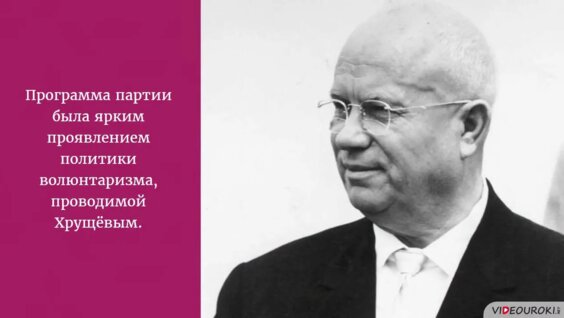 Программа партии
была ярким
проявлением
политики
волюнтаризма,
проводимой
Хрущёвым.
VIDEOUROKI